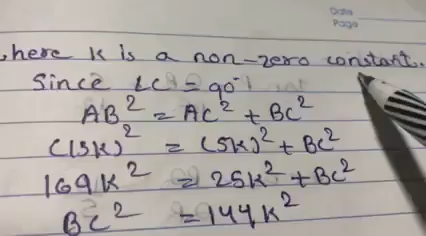 Date
Page
here K is a non-zero constant.
Since ∠C = 90°
AB² = AC² + BC²
(13K)² = (5K)² + BC²
169K² = 25K² + BC²
BC² = 144K²